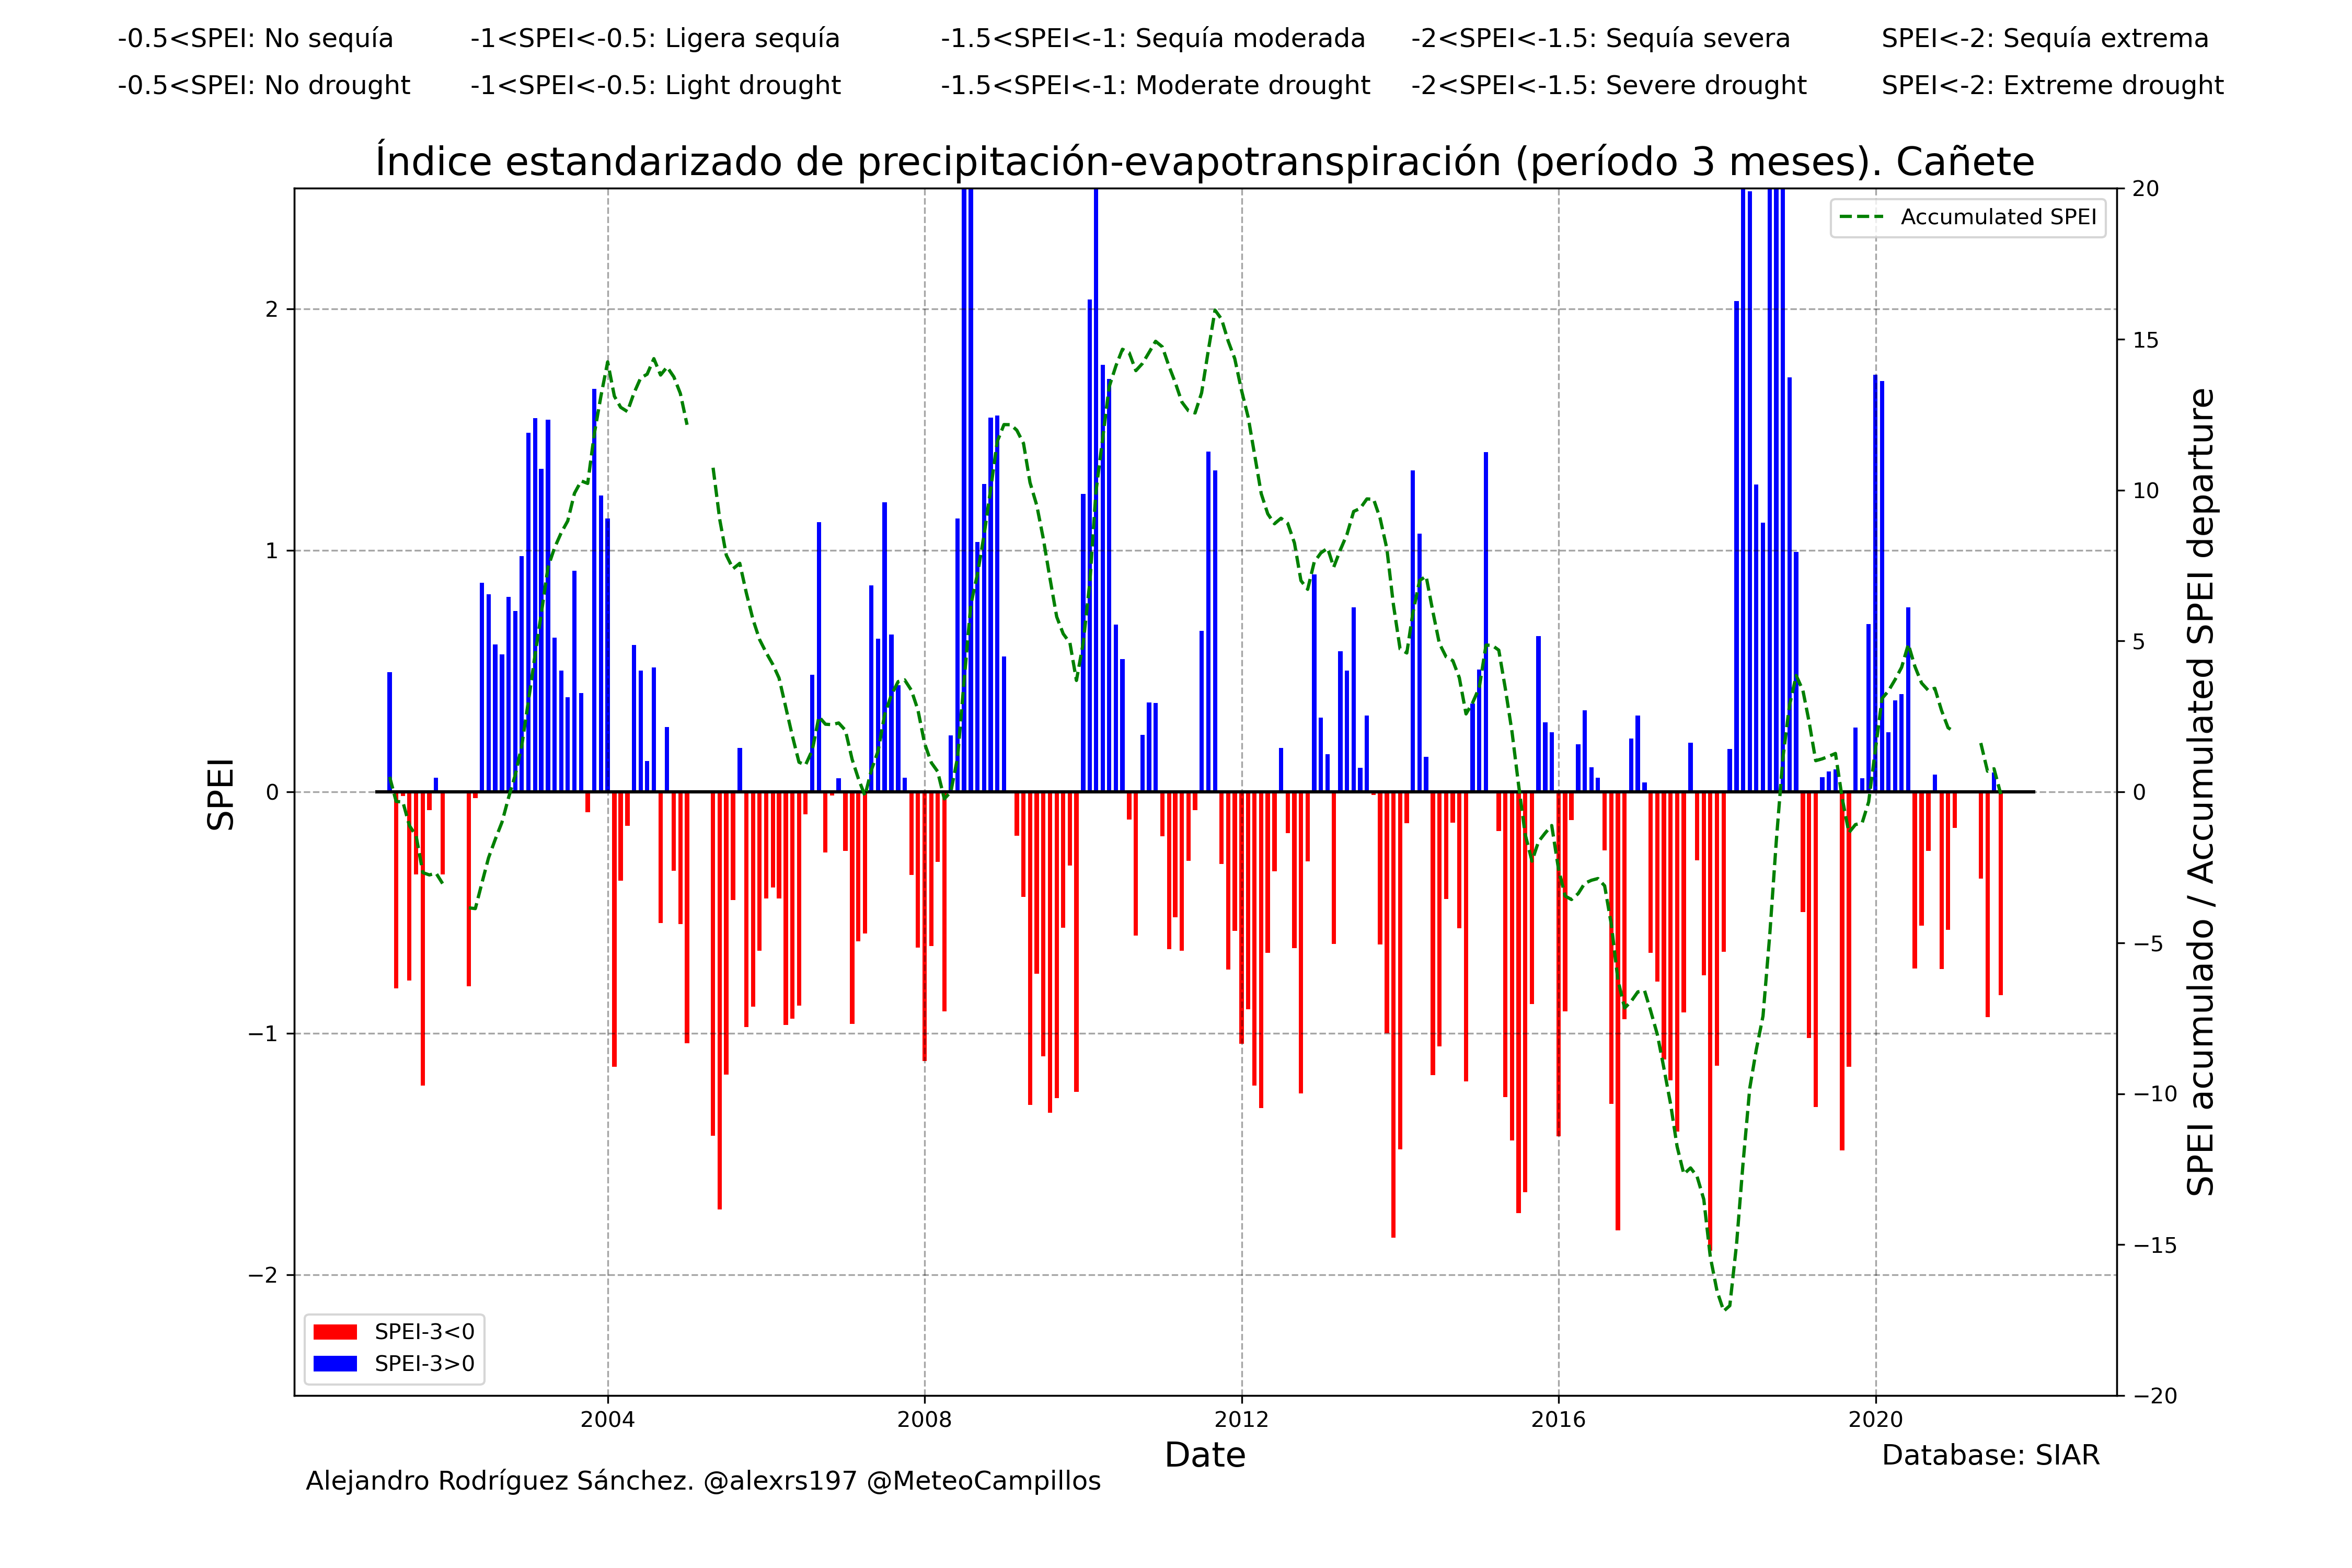 -0.5<SPEI: No sequía -1<SPEI<-0.5: Ligera sequía -1.5<SPEI<-1: Sequía moderada -2<SPEI<-1.5: Sequía severa SPEI<-2: Sequía extrema
-0.5<SPEI: No drought -1<SPEI<-0.5: Light drought -1.5<SPEI<-1: Moderate drought -2<SPEI<-1.5: Severe drought SPEI<-2: Extreme drought
Índice estandarizado de precipitación-evapotranspiración (período 3 meses). Cañete
Accumulated SPEI
2
1
0
−1
−2
SPEI
20
15
10
5
0
−5
−10
−15
−20
SPEI acumulado / Accumulated SPEI departure
SPEI-3<0
SPEI-3>0
2004 2008 2012 2016 2020
Date
Database: SIAR
Alejandro Rodríguez Sánchez. @alexrs197 @MeteoCampillos